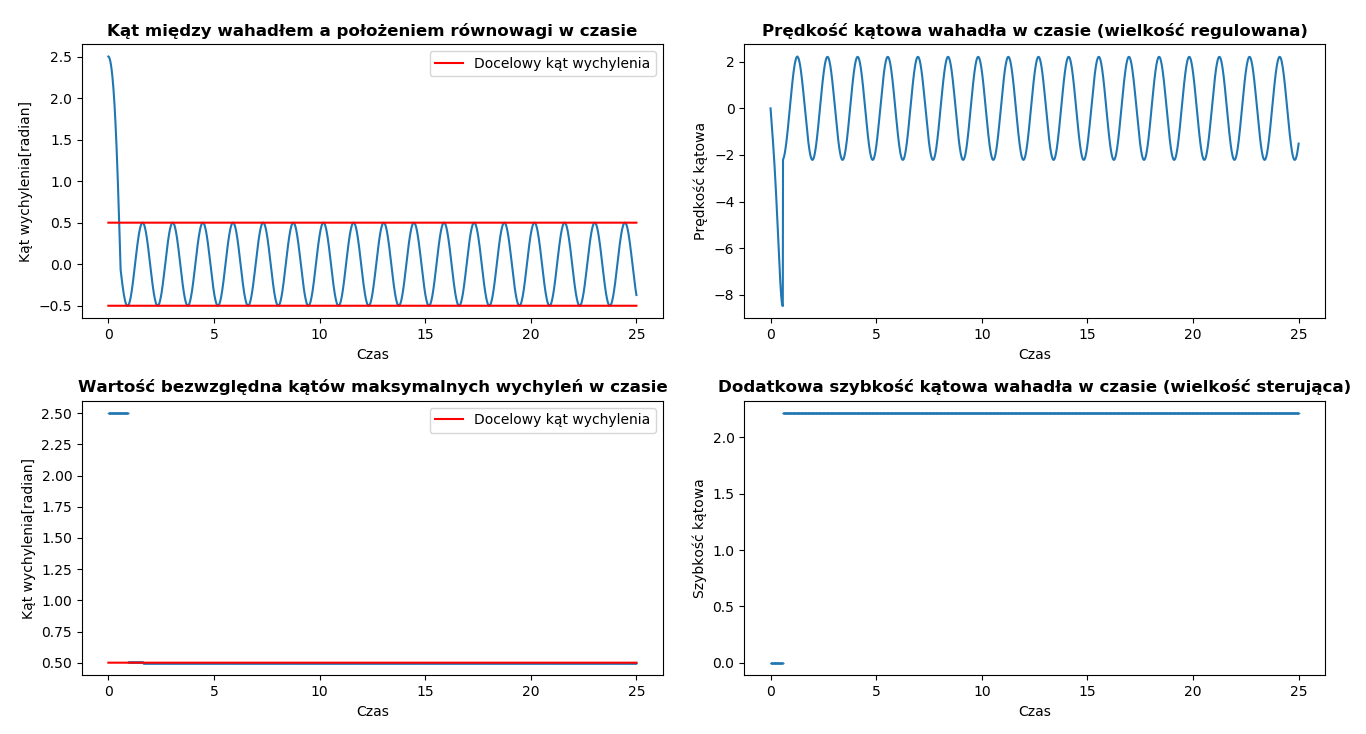 Kąt między wahadłem a położeniem równowagi w czasie
Kąt wychylenia[radian]
2.5
2.0
1.5
1.0
0.5
0.0
−0.5
Docelowy kąt wychylenia
0 5 10 15 20 25
Czas
Prędkość kątowa wahadła w czasie (wielkość regulowana)
Prędkość kątowa
2
0
−2
−4
−6
−8
0 5 10 15 20 25
Czas
Wartość bezwzględna kątów maksymalnych wychyleń w czasie
Kąt wychylenia[radian]
2.50
2.25
2.00
1.75
1.50
1.25
1.00
0.75
0.50
Docelowy kąt wychylenia
0 5 10 15 20 25
Czas
Dodatkowa szybkość kątowa wahadła w czasie (wielkość sterująca)
Szybkość kątowa
2.0
1.5
1.0
0.5
0.0
0 5 10 15 20 25
Czas